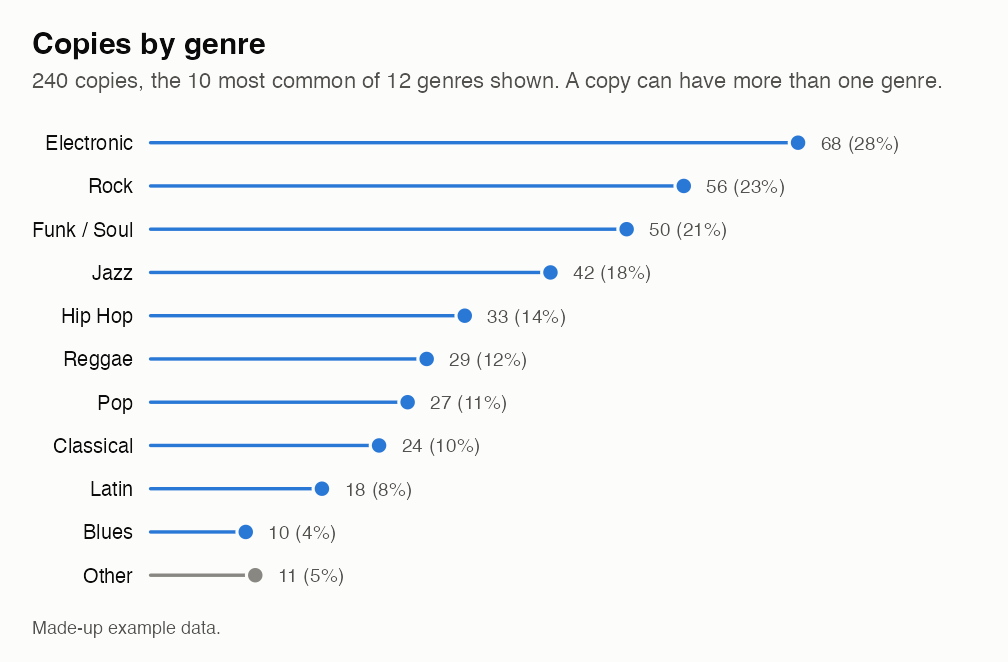 Copies by genre
240 copies, the 10 most common of 12 genres shown. A copy can have more than one genre.
Electronic 68 (28%)
Rock 56 (23%)
Funk / Soul 50 (21%)
Jazz 42 (18%)
Hip Hop 33 (14%)
Reggae 29 (12%)
Pop 27 (11%)
Classical 24 (10%)
Latin 18 (8%)
Blues 10 (4%)
Other 11 (5%)
Made-up example data.